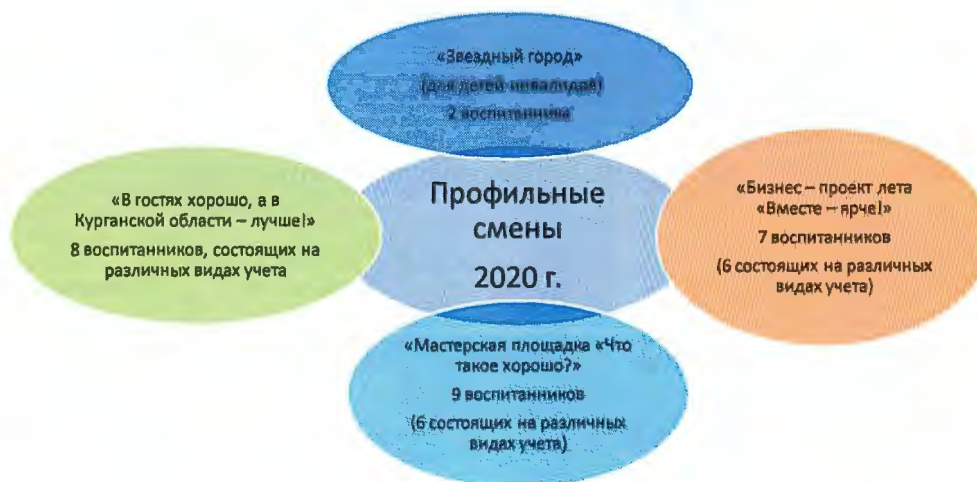 «Звездный город»
(для детей-инвалидов)
2 воспитанника
Профильные
смены
2020 г.
«В гостях хорошо, а в
Курганской области – лучше!»
8 воспитанников, состоящих на
различных видах учета
«Бизнес – проект лета
«Вместе – ярче!»
7 воспитанников
(6 состоящих на различных
видах учета)
«Мастерская площадка «Что
такое хорошо?»
9 воспитанников
(6 состоящих на различных
видах учета)